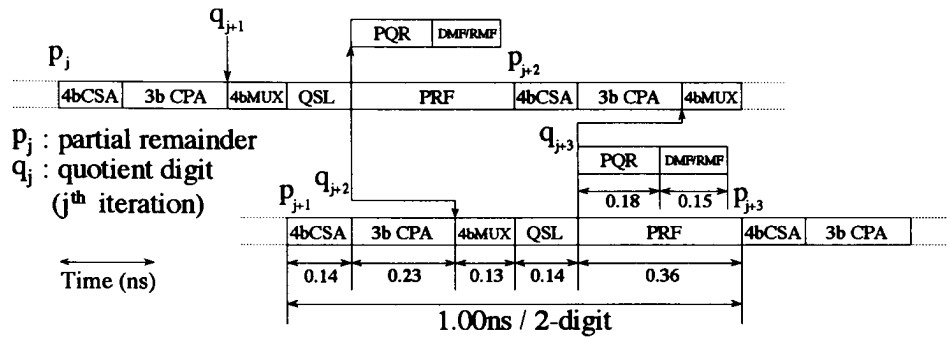 q_{j+1}
PQR DMF/RMF
p_j p_{j+2}
4bCSA 3b CPA 4bMUX QSL PRF 4bCSA 3b CPA 4bMUX
p_j : partial remainder
q_j : quotient digit
(j^{th} iteration)
q_{j+3}
PQR DMF/RMF
0.18 0.15
q_{j+2}
p_{j+1} p_{j+3}
4bCSA 3b CPA 4bMUX QSL PRF 4bCSA 3b CPA
0.14 0.23 0.13 0.14 0.36
Time (ns)
1.00ns / 2-digit